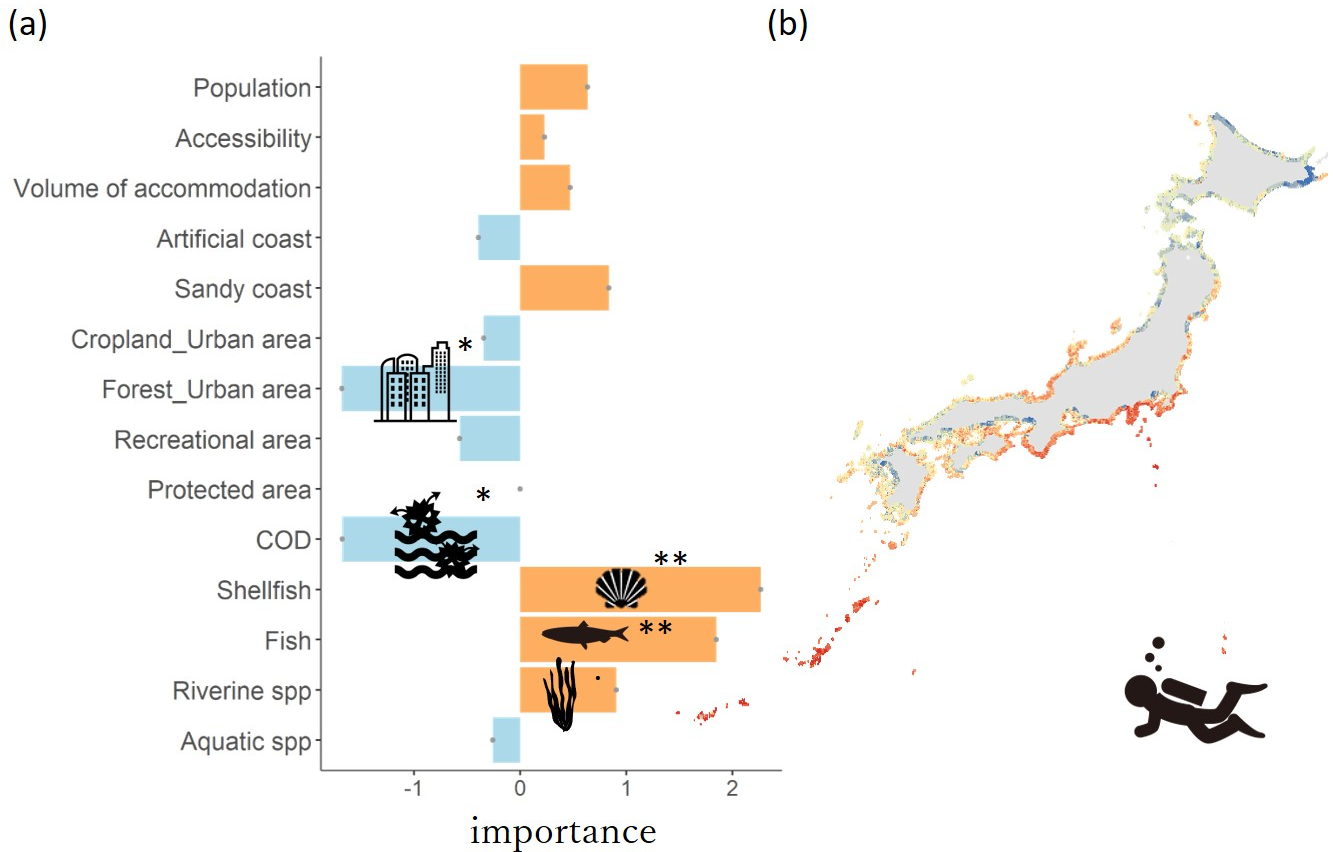 (a)
(b)
Population
Accessibility
Volume of accommodation
Artificial coast
Sandy coast
Cropland_Urban area
*
Forest_Urban area
Recreational area
Protected area
*
COD
**
Shellfish
Fish
**
Riverine spp
Aquatic spp
-1 0 1 2
importance